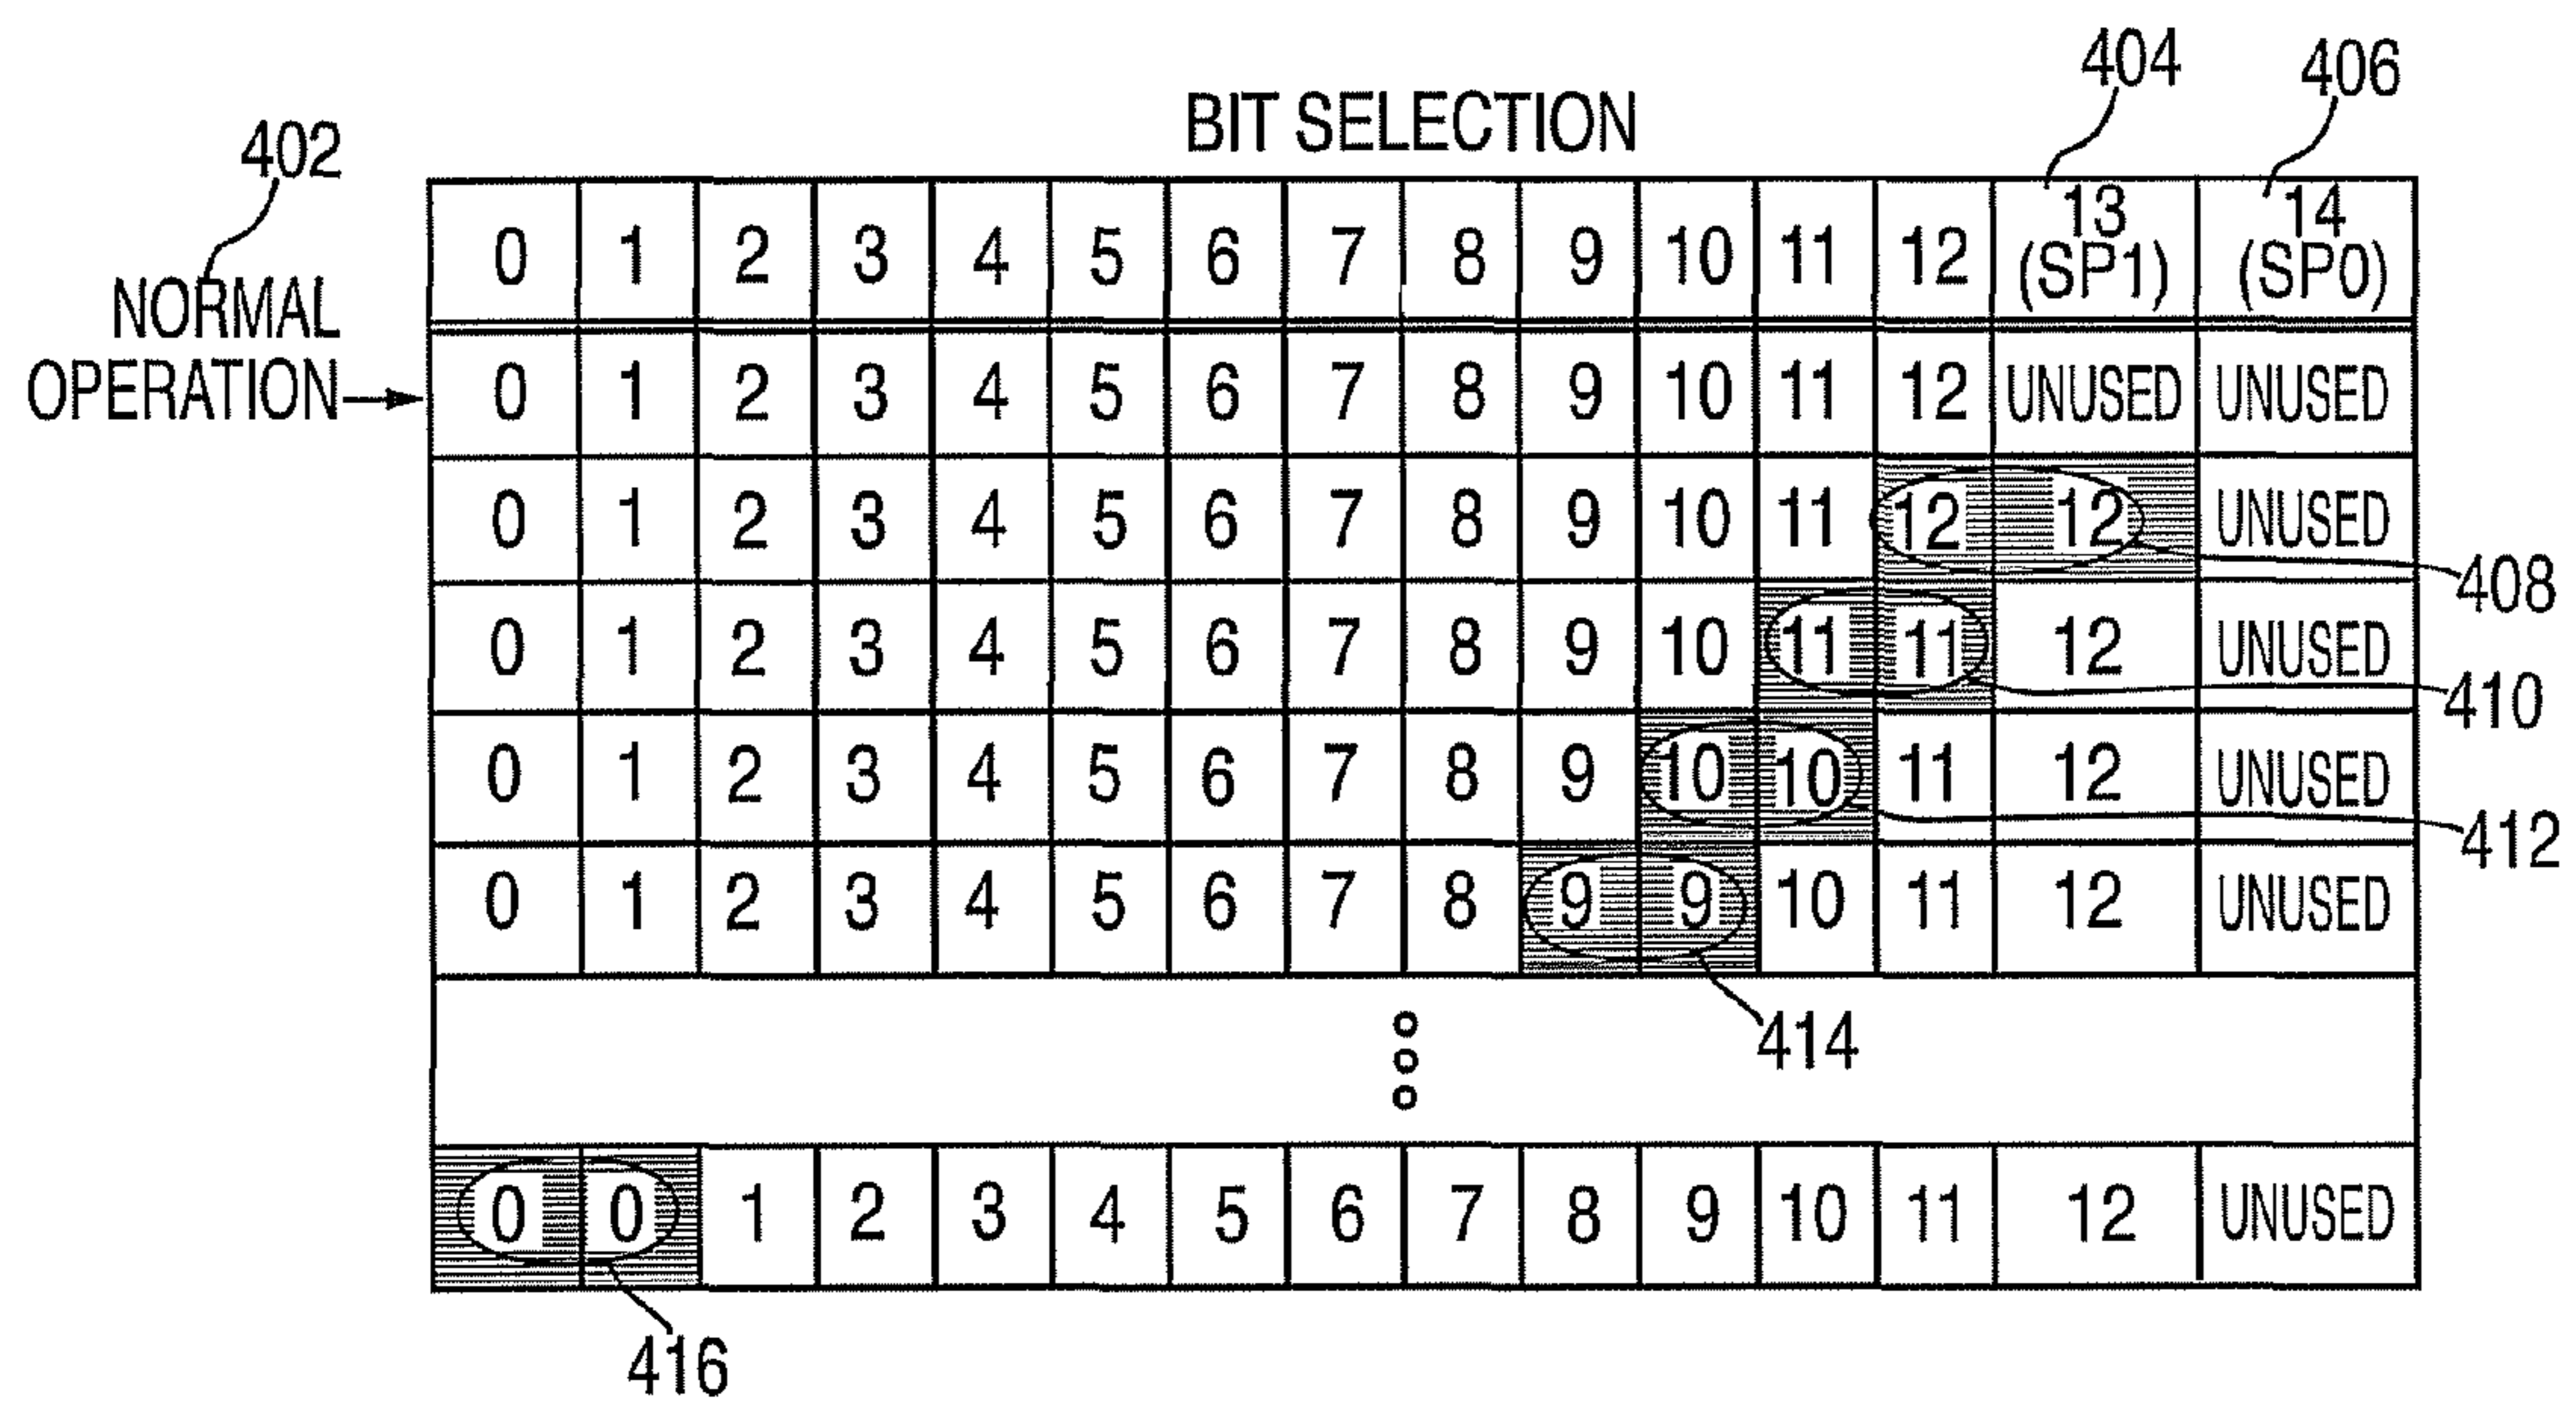 BIT SELECTION
402
404
406
NORMAL
OPERATION
0 1 2 3 4 5 6 7 8 9 10 11 12 13 (SP1) 14 (SP0)
0 1 2 3 4 5 6 7 8 9 10 11 12 UNUSED UNUSED
0 1 2 3 4 5 6 7 8 9 10 11 12 12 UNUSED
408
0 1 2 3 4 5 6 7 8 9 10 11 11 12 UNUSED
410
0 1 2 3 4 5 6 7 8 9 10 10 11 12 UNUSED
412
0 1 2 3 4 5 6 7 8 9 9 10 11 12 UNUSED
414
0 0 1 2 3 4 5 6 7 8 9 10 11 12 UNUSED
416